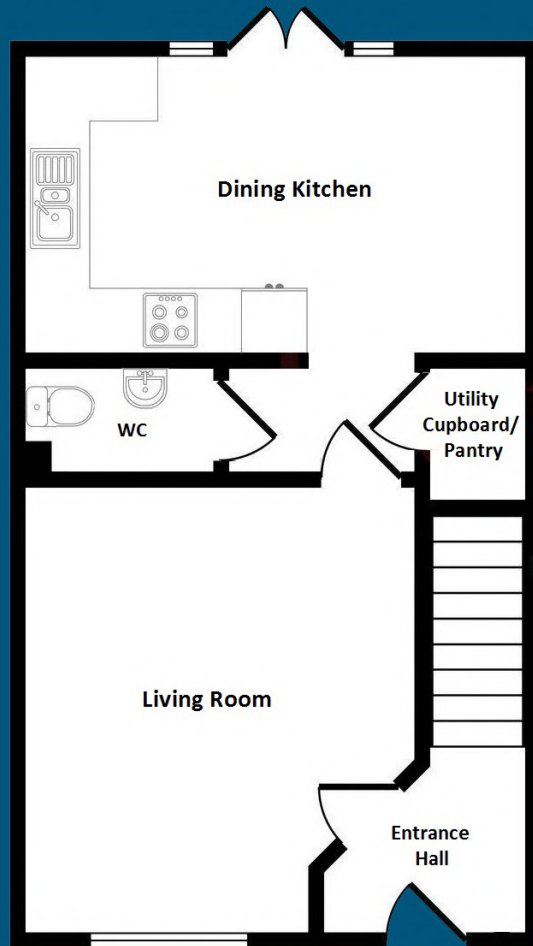 Dining Kitchen
WC
Utility
Cupboard/
Pantry
Living Room
Entrance
Hall